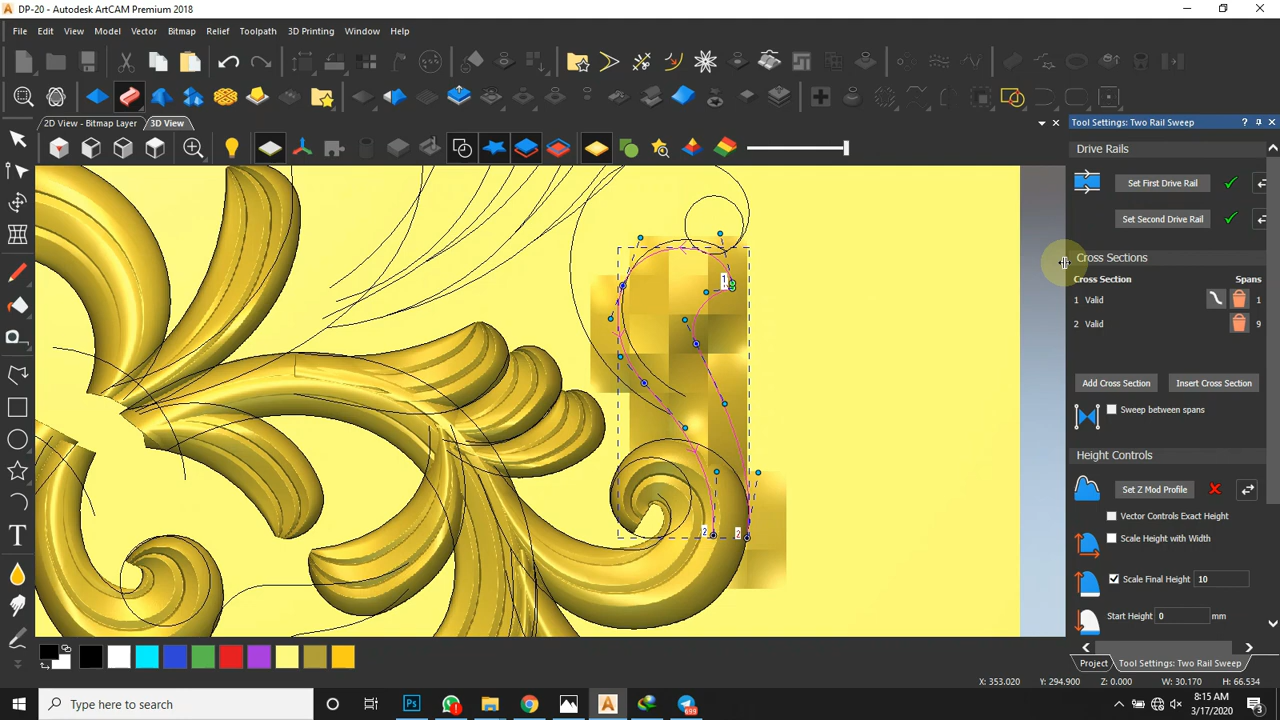 DP-20 - Autodesk ArtCAM Premium 2018
File Edit View Model Vector Bitmap Relief Toolpath 3D Printing Window Help
2D View - Bitmap Layer 3D View
Tool Settings: Two Rail Sweep
Drive Rails
Set First Drive Rail
Set Second Drive Rail
Cross Sections
Cross Section Spans
1 Valid 1
2 Valid 9
Add Cross Section Insert Cross Section
Sweep between spans
Height Controls
Set Z Mod Profile
Vector Controls Exact Height
Scale Height with Width
Scale Final Height 10
Start Height 0 mm
1
2 2
Project Tool Settings: Two Rail Sweep
X: 353.020 Y: 294.900 Z: 0.000 W: 30.170 H: 66.534
Type here to search
699
8:15 AM
3/17/2020
3